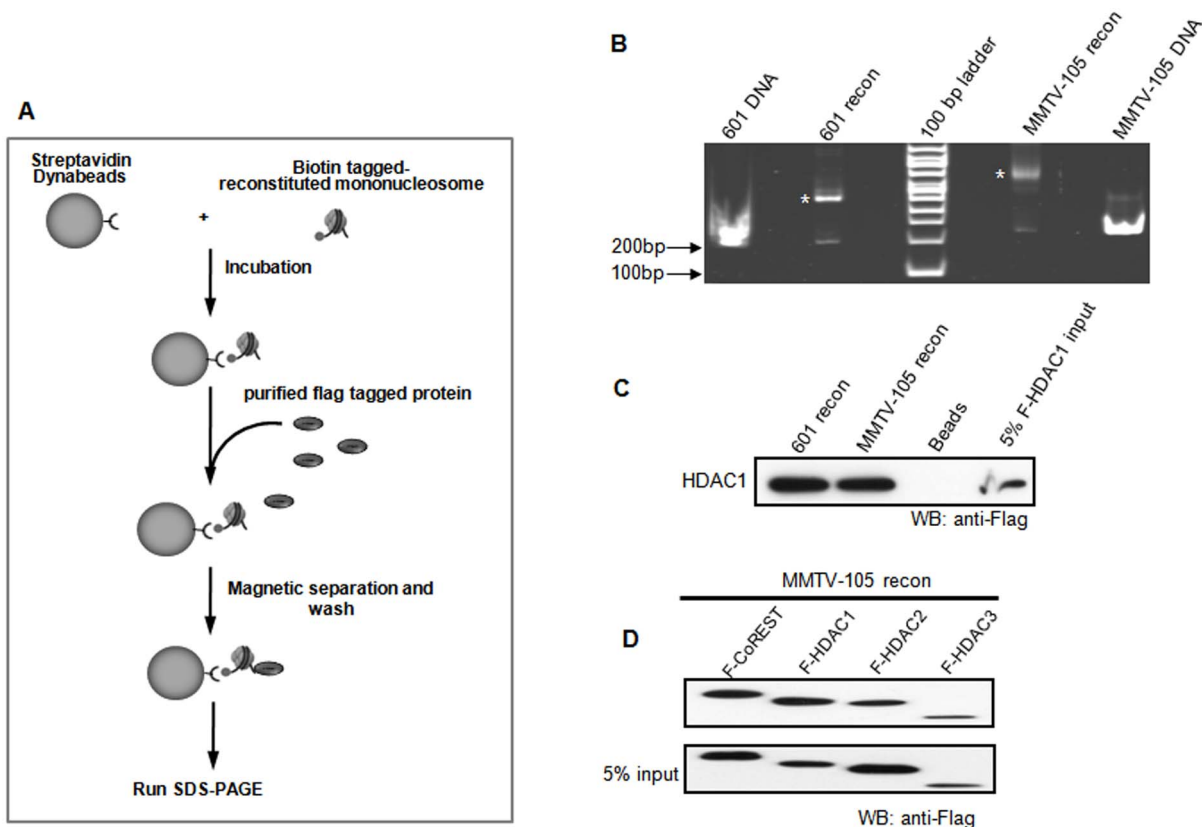 A
Streptavidin
Dynabeads
+
Biotin tagged-
reconstituted mononucleosome
Incubation
purified flag tagged protein
Magnetic separation and
wash
Run SDS-PAGE
B
601 DNA
601 recon
100 bp ladder
MMTV-105 recon
MMTV-105 DNA
*
*
200bp
100bp
C
601 recon
MMTV-105 recon
Beads
5% F-HDAC1 input
HDAC1
WB: anti-Flag
D
MMTV-105 recon
F-CoREST
F-HDAC1
F-HDAC2
F-HDAC3
5% input
WB: anti-Flag